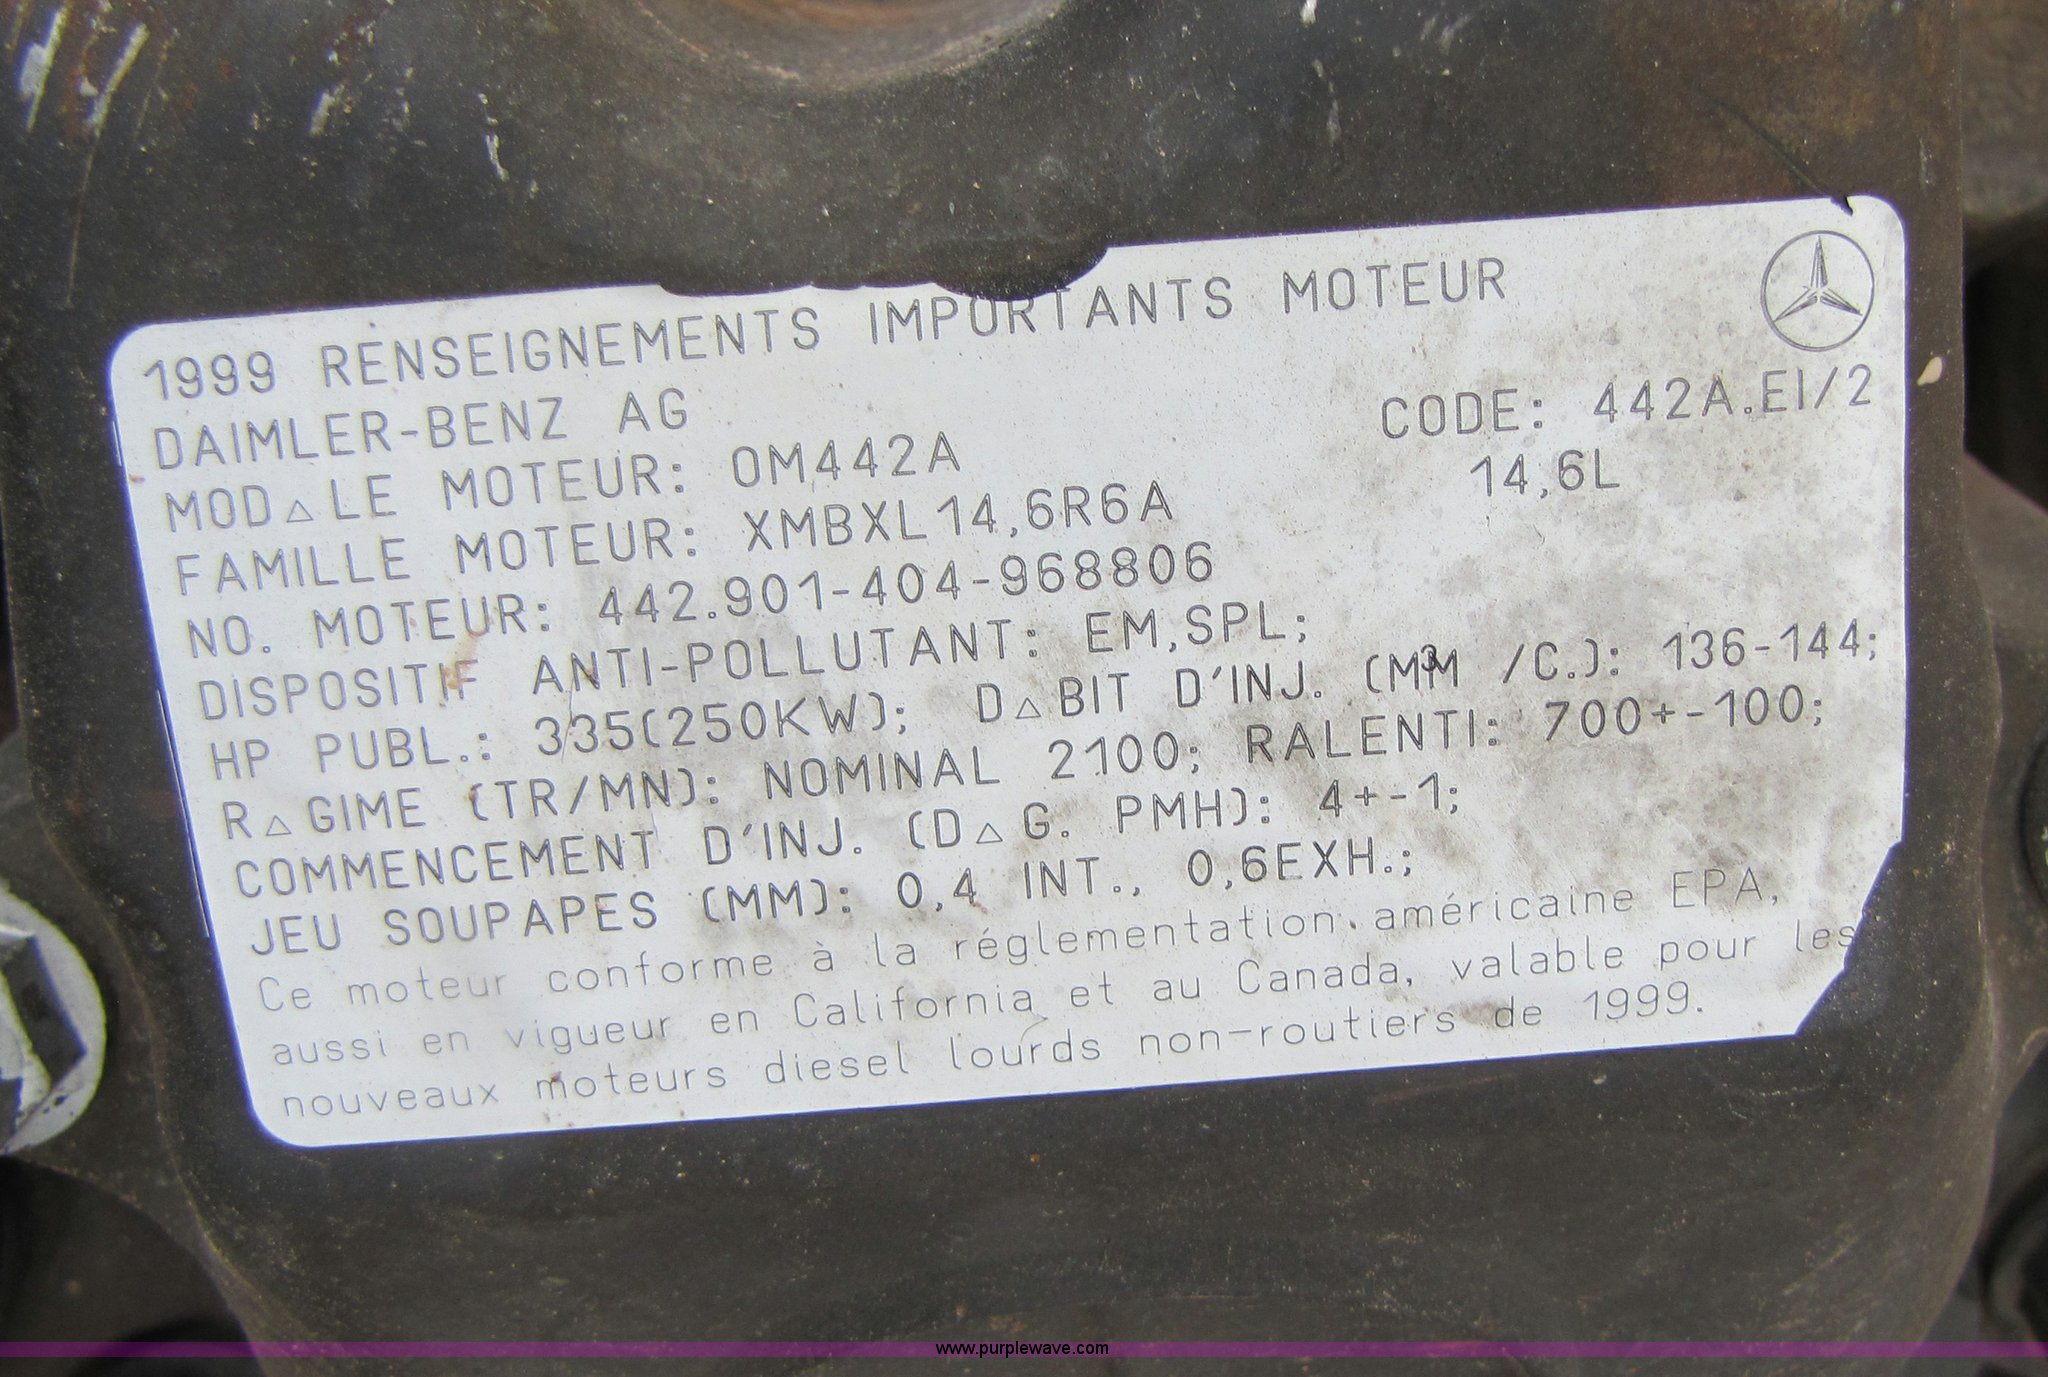 1999 RENSEIGNEMENTS IMPORTANTS MOTEUR
DAIMLER-BENZ AG
MOD△LE MOTEUR: OM442A CODE: 442A.EI/2
FAMILLE MOTEUR: XMBXL14,6R6A 14,6L
NO. MOTEUR: 442.901-404-968806
DISPOSITIF ANTI-POLLUTANT: EM,SPL;
HP PUBL.: 335(250KW); D△BIT D'INJ. (MM³/C.): 136-144;
R△GIME (TR/MN): NOMINAL 2100; RALENTI: 700+-100;
COMMENCEMENT D'INJ. (D△G. PMH): 4+-1;
JEU SOUPAPES (MM): 0,4 INT., 0,6EXH.;
Ce moteur conforme à la réglementation américaine EPA,
aussi en vigueur en California et au Canada, valable pour les
nouveaux moteurs diesel lourds non-routiers de 1999.
www.purplewave.com